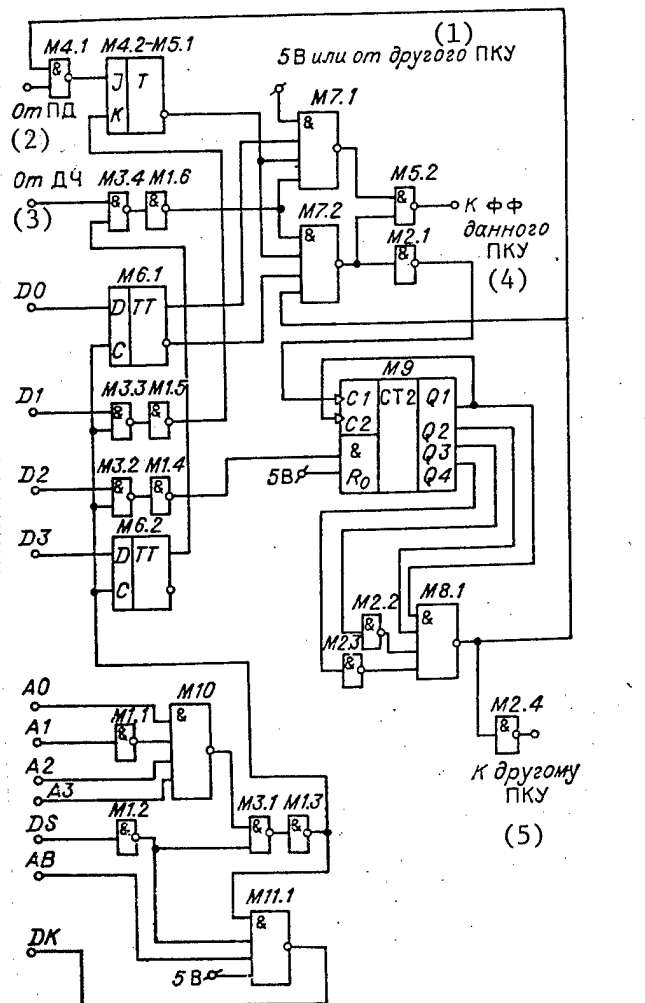 (1)
M4.1 M4.2-M5.1
5В или от другого ПКУ
&
J T
K
От ПД
(2)
M7.1
&
От ДЧ
(3)
M3.4 M1.6
& &
M7.2
&
M5.2
&
К ФФ
данного
ПКУ
(4)
M2.1
&
M6.1
D0
D TT
C
M9
C1 CT2 Q1
C2 Q2
& Q3
R0 Q4
D1
M3.3 M1.5
& &
D2
M3.2 M1.4
& &
5В
D3
M6.2
D TT
C
M2.2
&
M2.3
&
M8.1
&
M2.4
&
К другому
ПКУ
(5)
A0
A1
A2
A3
M1.1
&
M10
&
DS
M1.2
&
M3.1 M1.3
& &
AB
M11.1
&
5В
DK